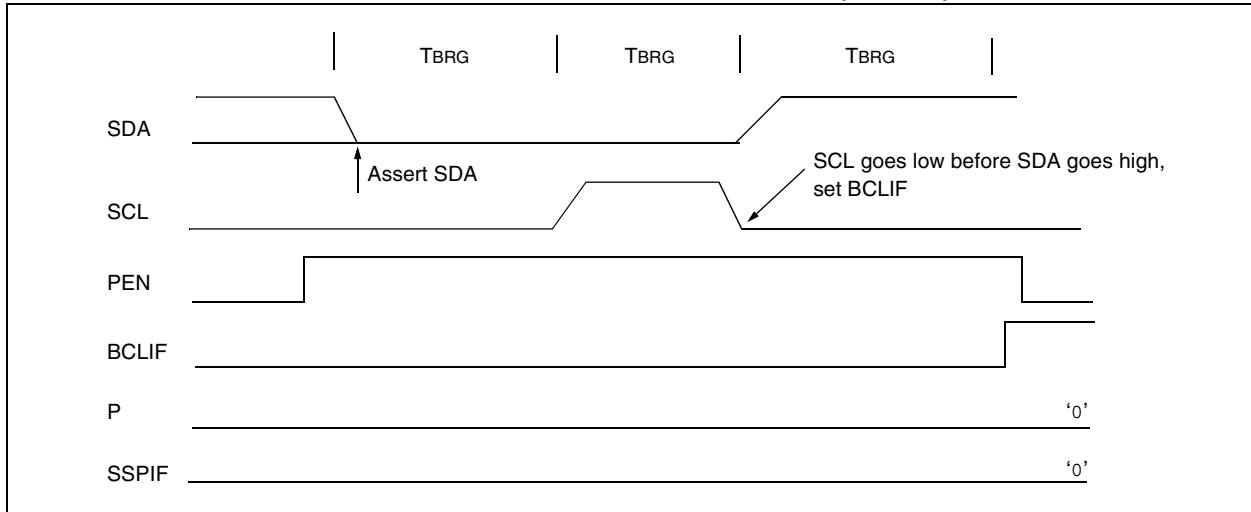 TBRG TBRG TBRG
SDA
Assert SDA
SCL goes low before SDA goes high,
set BCLIF
SCL
PEN
BCLIF
P ‘0’
SSPIF ‘0’